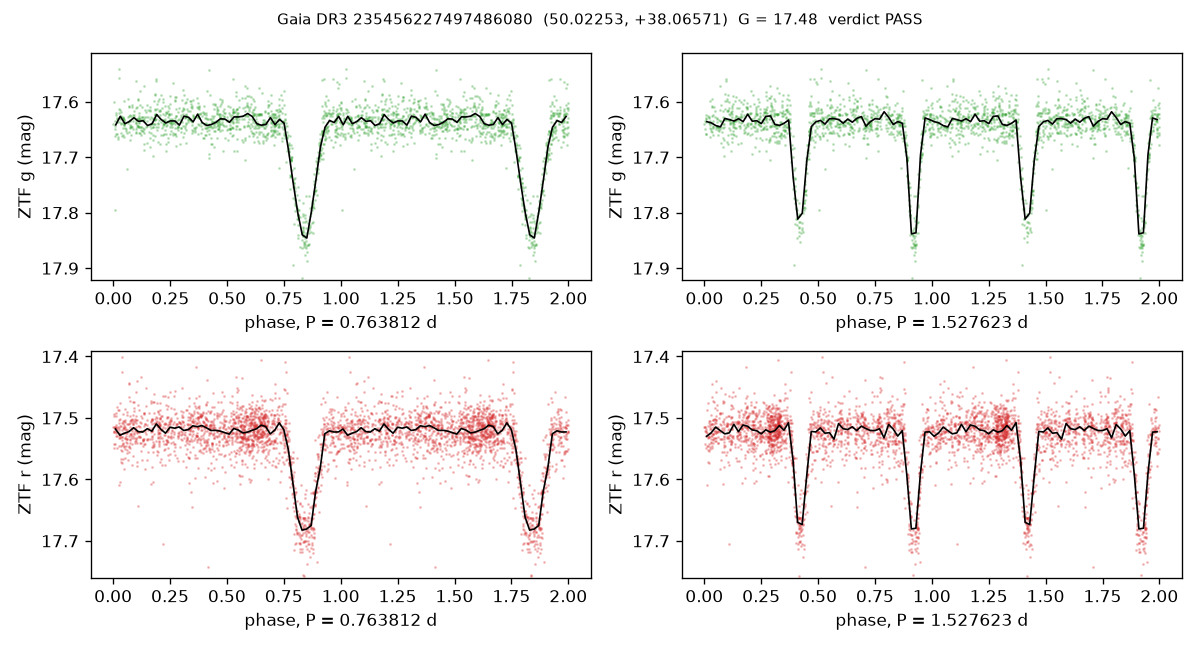 Gaia DR3 235456227497486080  (50.02253, +38.06571)  G = 17.48  verdict PASS
ZTF g (mag)
17.6
17.7
17.8
17.9
0.00 0.25 0.50 0.75 1.00 1.25 1.50 1.75 2.00
phase, P = 0.763812 d
ZTF g (mag)
17.6
17.7
17.8
17.9
0.00 0.25 0.50 0.75 1.00 1.25 1.50 1.75 2.00
phase, P = 1.527623 d
ZTF r (mag)
17.4
17.5
17.6
17.7
0.00 0.25 0.50 0.75 1.00 1.25 1.50 1.75 2.00
phase, P = 0.763812 d
ZTF r (mag)
17.4
17.5
17.6
17.7
0.00 0.25 0.50 0.75 1.00 1.25 1.50 1.75 2.00
phase, P = 1.527623 d